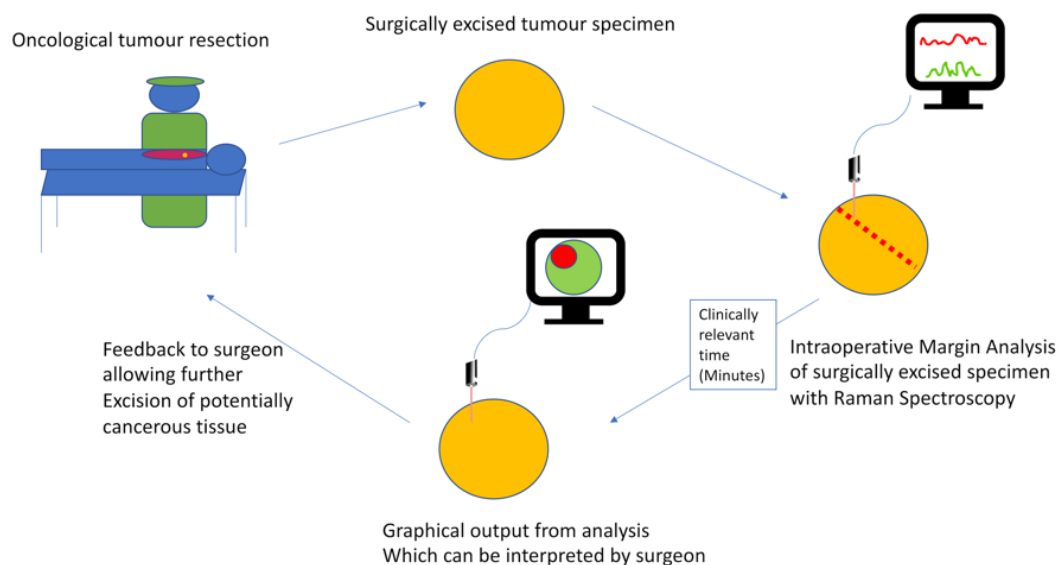 Oncological tumour resection
Surgically excised tumour specimen
Clinically
relevant
time
(Minutes)
Intraoperative Margin Analysis
of surgically excised specimen
with Raman Spectroscopy
Graphical output from analysis
Which can be interpreted by surgeon
Feedback to surgeon
allowing further
Excision of potentially
cancerous tissue